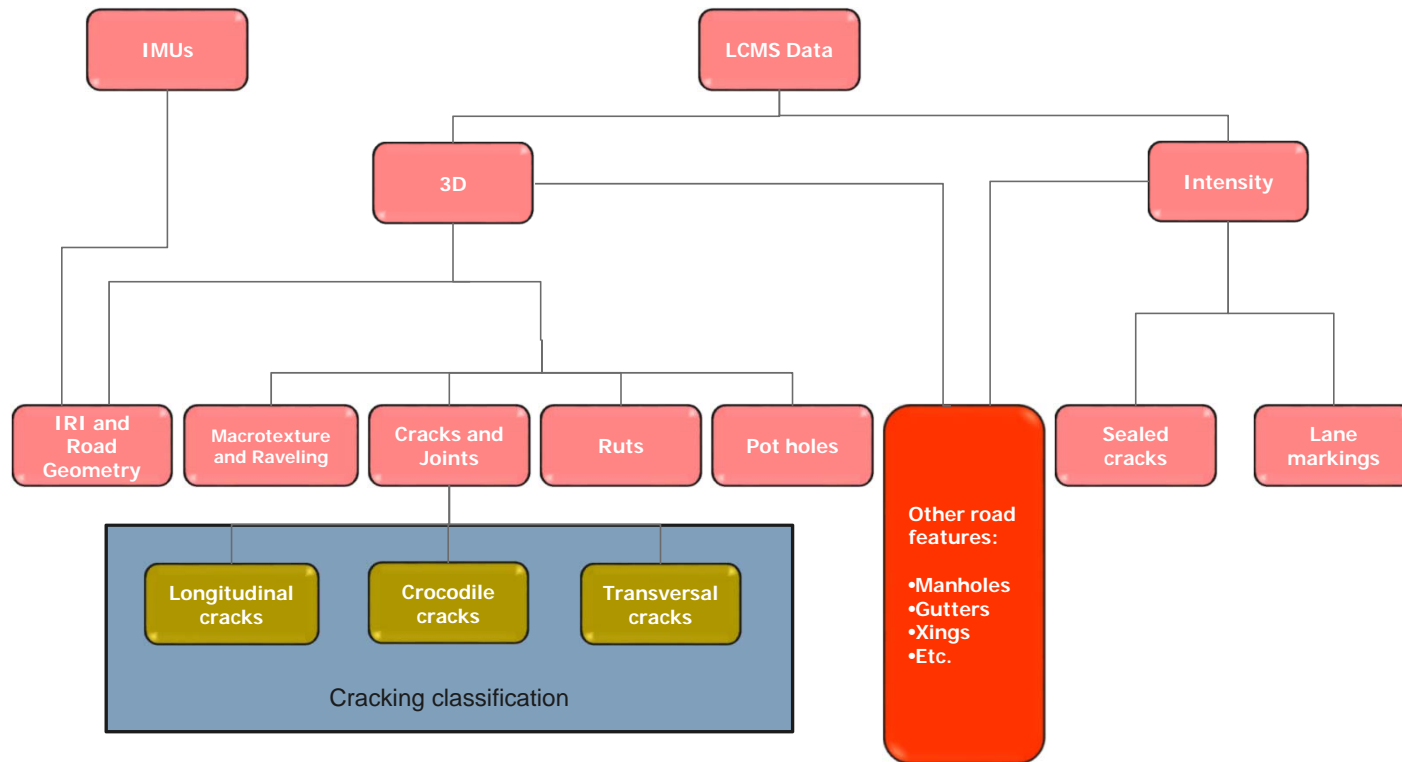 IMUs
LCMS Data
3D
Intensity
IRI and
Road
Geometry
Macrotexture
and Raveling
Cracks and
Joints
Ruts
Pot holes
Sealed
cracks
Lane
markings
Other road
features:
•Manholes
•Gutters
•Xings
•Etc.
Longitudinal
cracks
Crocodile
cracks
Transversal
cracks
Cracking classification